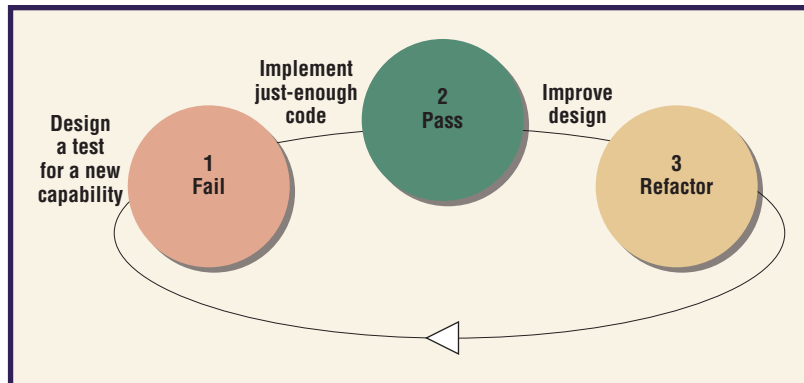 Design
a test
for a new
capability
1
Fail
Implement
just-enough
code
2
Pass
Improve
design
3
Refactor